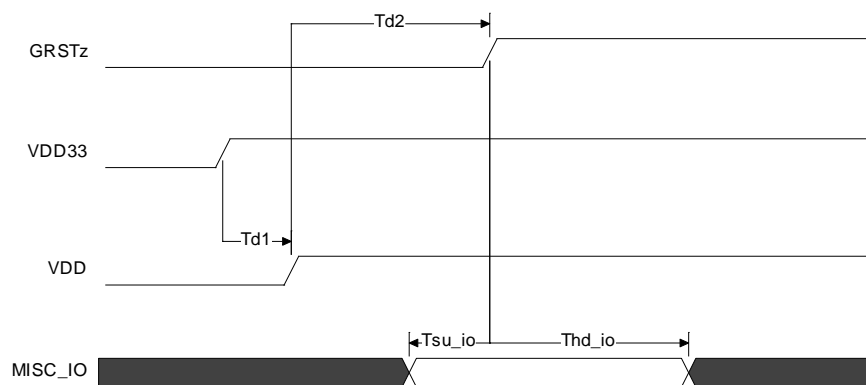 Td2
GRSTz
VDD33
Td1
VDD
Tsu_io Thd_io
MISC_IO